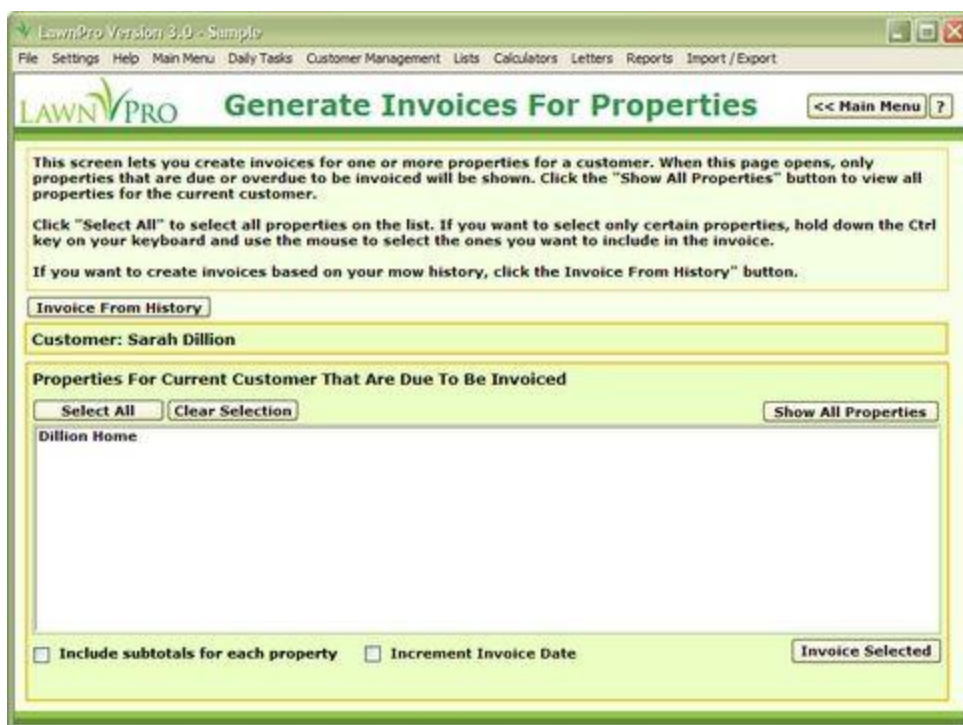 LawnPro Version 3.0 - Sample
File Settings Help Main Menu Daily Tasks Customer Management Lists Calculators Letters Reports Import / Export
LAWN PRO Generate Invoices For Properties << Main Menu ?
This screen lets you create invoices for one or more properties for a customer. When this page opens, only
properties that are due or overdue to be invoiced will be shown. Click the "Show All Properties" button to view all
properties for the current customer.
Click "Select All" to select all properties on the list. If you want to select only certain properties, hold down the Ctrl
key on your keyboard and use the mouse to select the ones you want to include in the invoice.
If you want to create invoices based on your mow history, click the Invoice From History" button.
Invoice From History
Customer: Sarah Dillion
Properties For Current Customer That Are Due To Be Invoiced
Select All Clear Selection Show All Properties
Dillion Home
Include subtotals for each property Increment Invoice Date Invoice Selected